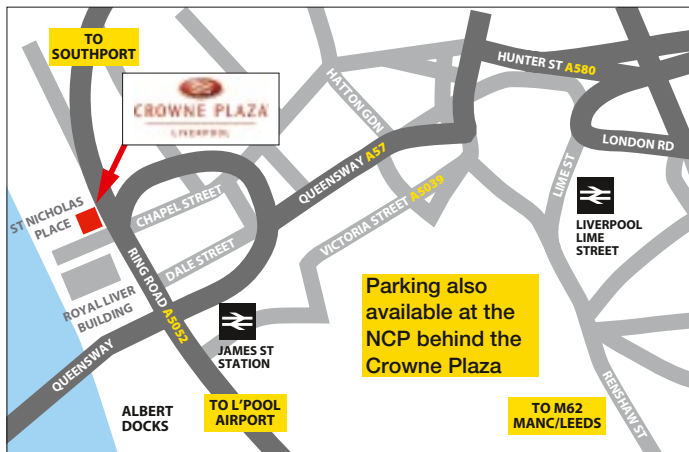 TO
SOUTHPORT
CROWNE PLAZA
LIVERPOOL
HUNTER ST A580
HATTON GDN
LONDON RD
QUEENSWAY A57
LIME ST
VICTORIA STREET A5039
ST NICHOLAS
PLACE
CHAPEL STREET
LIVERPOOL
LIME
STREET
DALE STREET
RING ROAD A5052
ROYAL LIVER
BUILDING
Parking also
available at the
NCP behind the
Crowne Plaza
JAMES ST
STATION
QUEENSWAY
RENSHAW ST
ALBERT
DOCKS
TO L'POOL
AIRPORT
TO M62
MANC/LEEDS